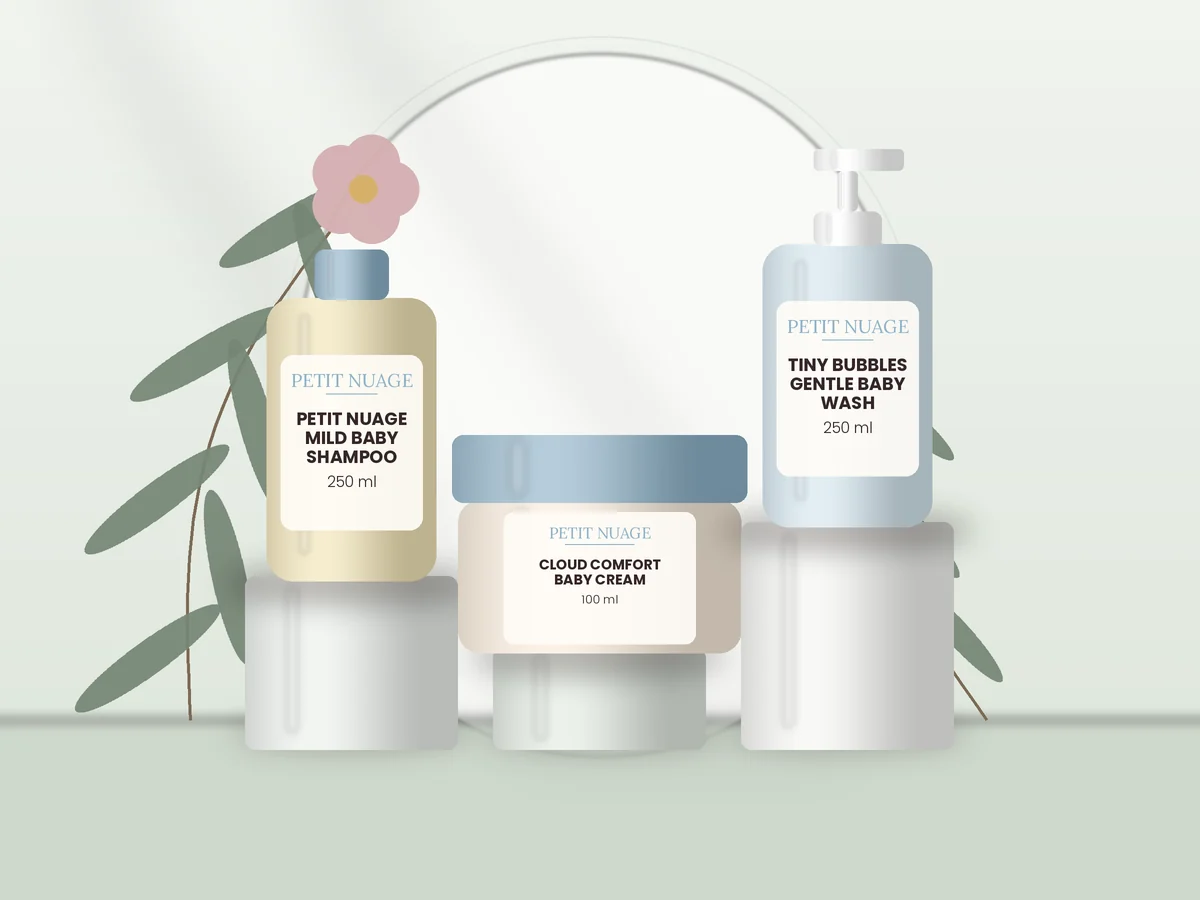 PETIT NUAGE
PETIT NUAGE
MILD BABY
SHAMPOO
250 ml
PETIT NUAGE
CLOUD COMFORT
BABY CREAM
100 ml
PETIT NUAGE
TINY BUBBLES
GENTLE BABY
WASH
250 ml